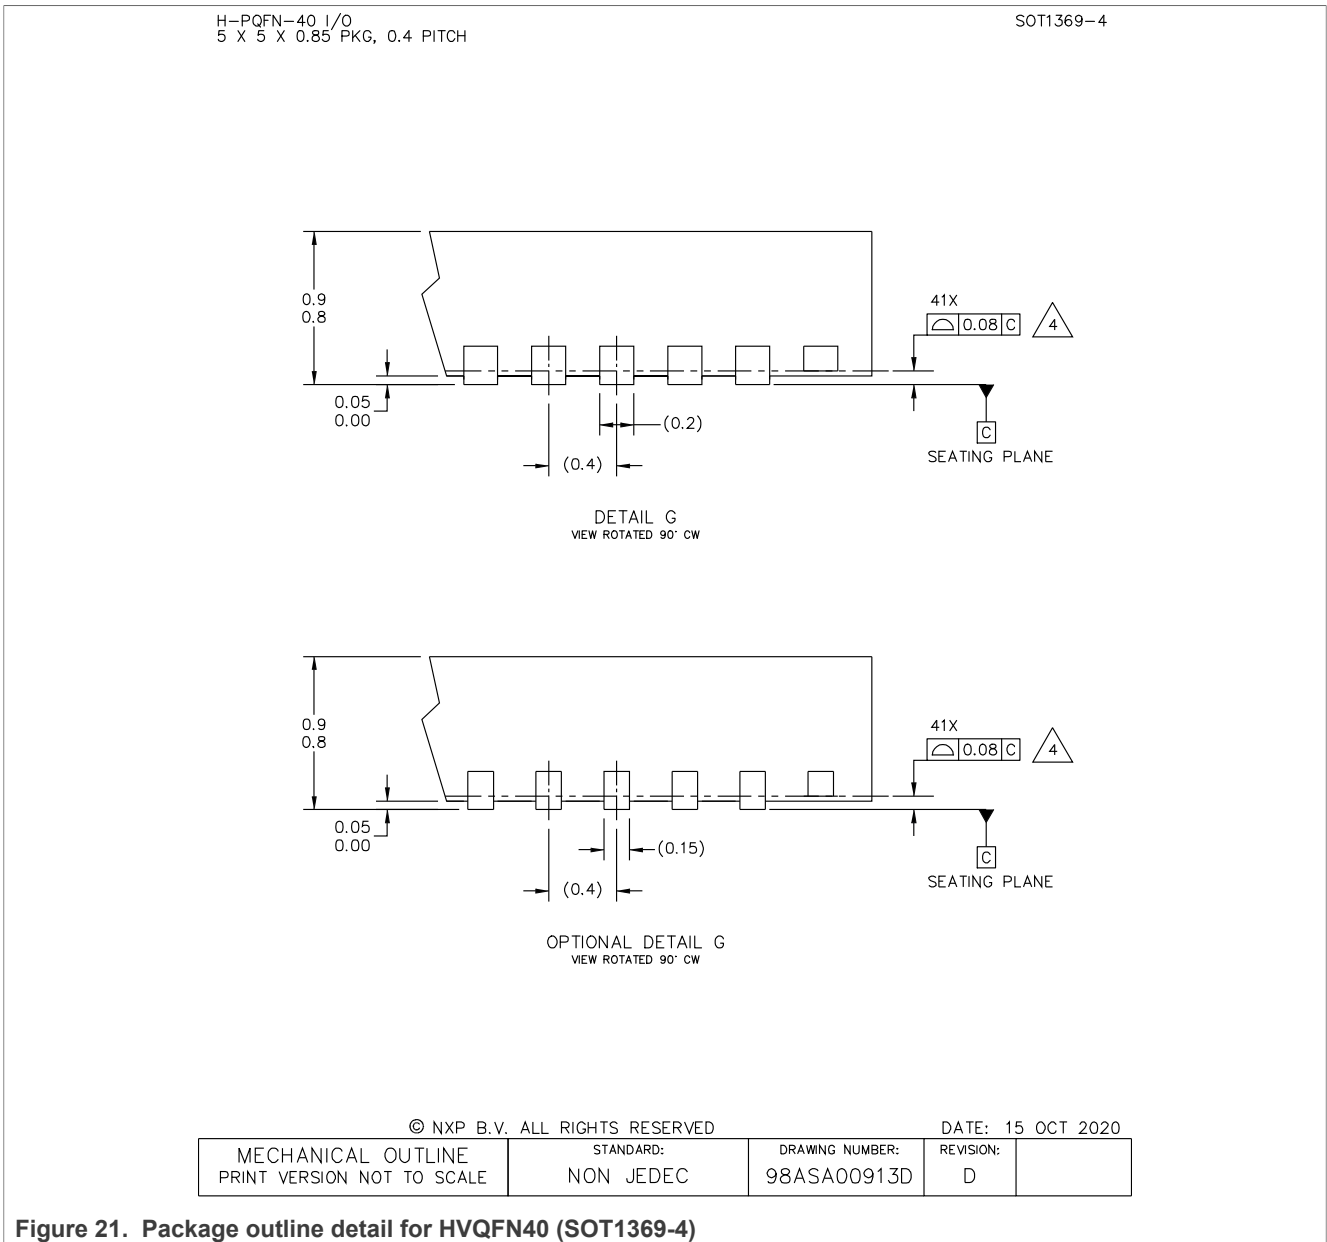 H-PQFN-40 I/O
5 X 5 X 0.85 PKG, 0.4 PITCH
SOT1369-4
0.9
0.8
41X
0.08 C
4
0.05
0.00
(0.2)
(0.4)
C
SEATING PLANE
DETAIL G
VIEW ROTATED 90° CW
0.9
0.8
41X
0.08 C
4
0.05
0.00
(0.15)
(0.4)
C
SEATING PLANE
OPTIONAL DETAIL G
VIEW ROTATED 90° CW
© NXP B.V. ALL RIGHTS RESERVED
DATE: 15 OCT 2020
MECHANICAL OUTLINE
PRINT VERSION NOT TO SCALE
STANDARD:
NON JEDEC
DRAWING NUMBER:
98ASA00913D
REVISION:
D
Figure 21. Package outline detail for HVQFN40 (SOT1369-4)